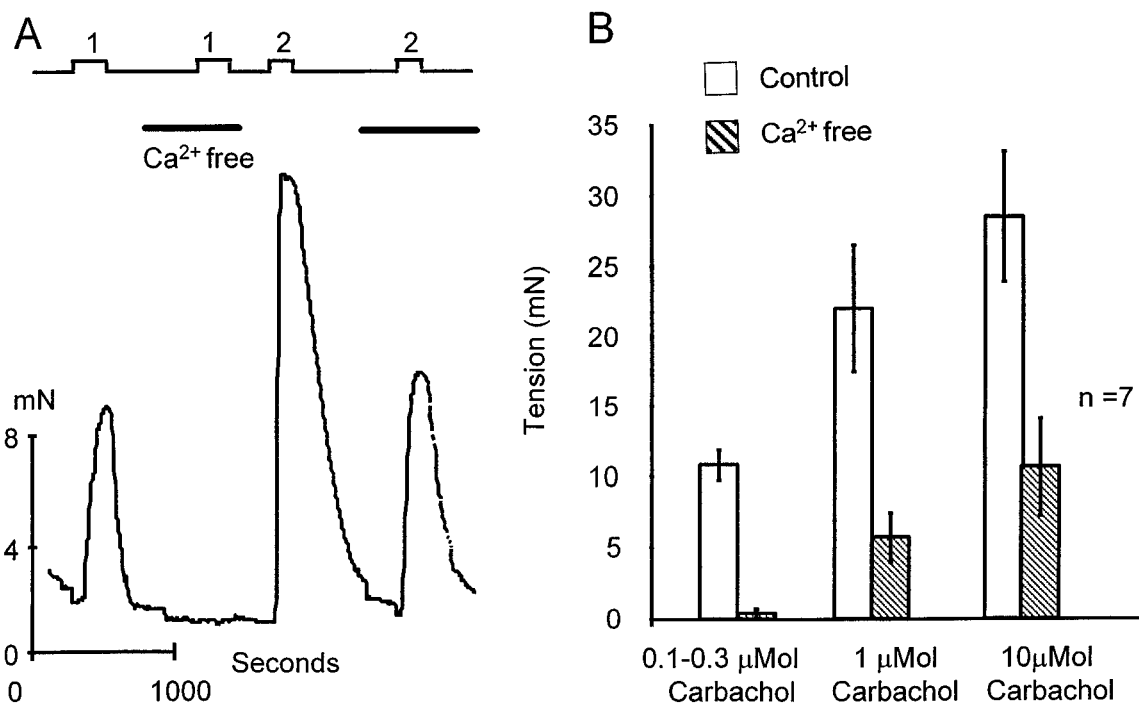 A
1 1 2 2
Ca²⁺ free
mN
8
4
0
Seconds
0 1000
B
Control
Ca²⁺ free
Tension (mN)
35
30
25
20
15
10
5
0
n =7
0.1-0.3 µMol
Carbachol
1 µMol
Carbachol
10µMol
Carbachol